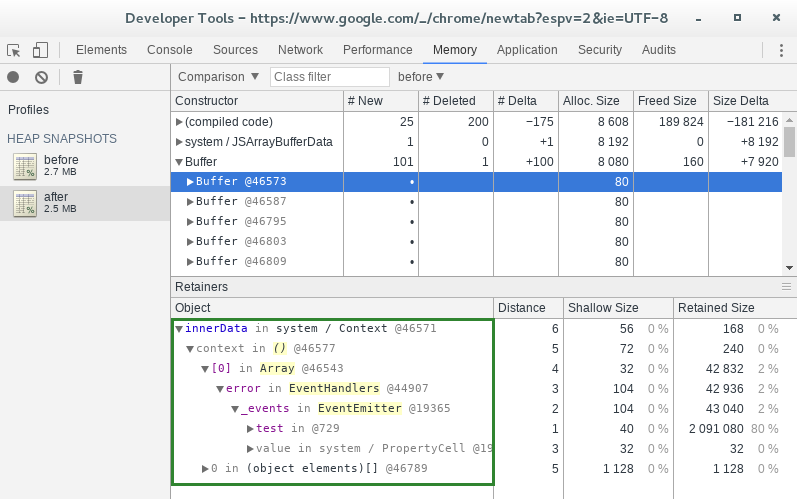 Developer Tools – https://www.google.com/_/chrome/newtab?espv=2&ie=UTF-8
Elements Console Sources Network Performance Memory Application Security Audits
Comparison ▼ Class filter before ▼
Profiles
HEAP SNAPSHOTS
before
2.7 MB
after
2.5 MB
Constructor # New # Deleted # Delta Alloc. Size Freed Size Size Delta
▶(compiled code) 25 200 −175 8 608 189 824 −181 216
▶system / JSArrayBufferData 1 0 +1 8 192 0 +8 192
▼Buffer 101 1 +100 8 080 160 +7 920
▶Buffer @46573 • 80
▶Buffer @46587 • 80
▶Buffer @46795 • 80
▶Buffer @46803 • 80
▶Buffer @46809 • 80
Retainers
Object Distance Shallow Size Retained Size
▼innerData in system / Context @46571 6 56 0 % 168 0 %
▼context in () @46577 5 72 0 % 240 0 %
▼[0] in Array @46543 4 32 0 % 42 832 2 %
▼error in EventHandlers @44907 3 104 0 % 42 936 2 %
▼_events in EventEmitter @19365 2 104 0 % 43 040 2 %
▶test in @729 1 40 0 % 2 091 080 80 %
▶value in system / PropertyCell @19 3 32 0 % 32 0 %
▶0 in (object elements)[] @46789 5 1 128 0 % 1 128 0 %